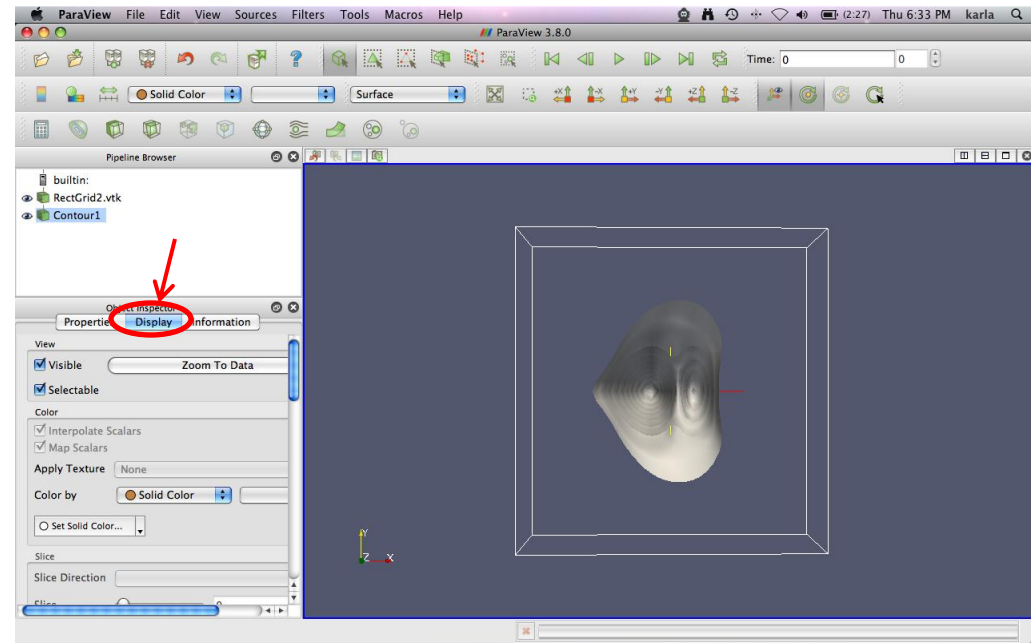 ParaView File Edit View Sources Filters Tools Macros Help (2:27) Thu 6:33 PM karla
ParaView 3.8.0
Time: 0 0
Solid Color Surface +X -X +Y -Y +Z -Z
Pipeline Browser
builtin:
RectGrid2.vtk
Contour1
Object Inspector
Propertie Display Information
View
Visible Zoom To Data
Selectable
Color
Interpolate Scalars
Map Scalars
Apply Texture None
Color by Solid Color
Set Solid Color...
Slice
Slice Direction
Slice 0
Y
Z X